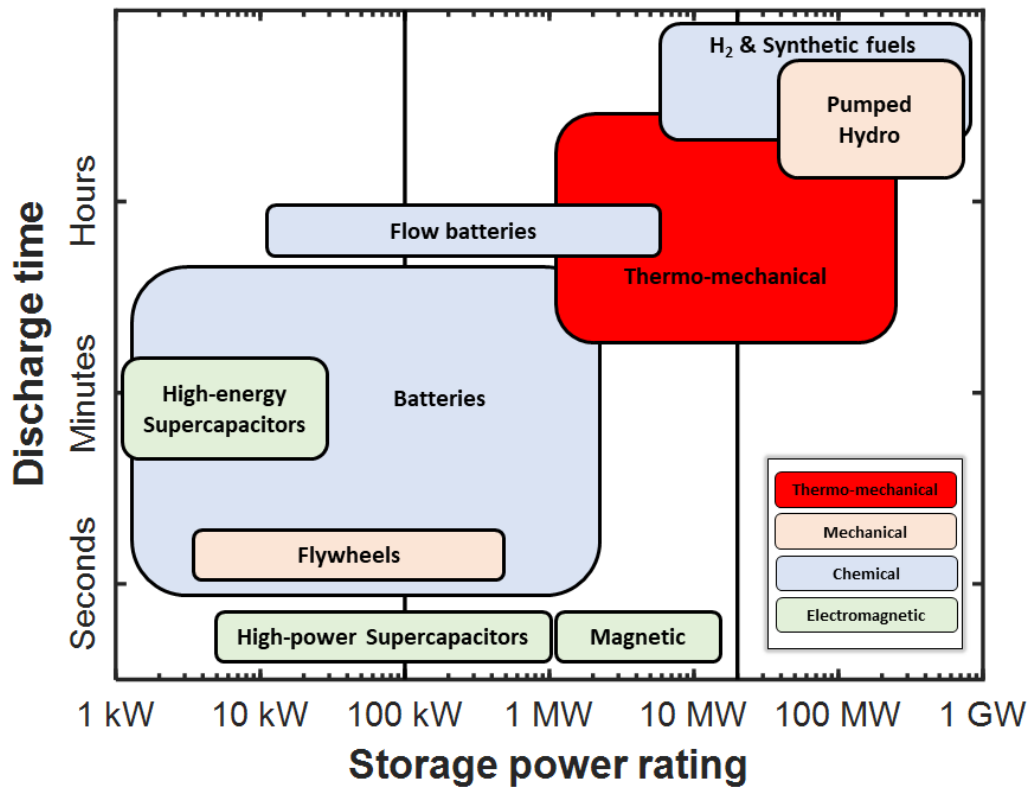 H₂ & Synthetic fuels
Pumped
Hydro
Flow batteries
Thermo-mechanical
High-energy
Supercapacitors
Batteries
Flywheels
High-power Supercapacitors
Magnetic
Thermo-mechanical
Mechanical
Chemical
Electromagnetic
Discharge time
Hours
Minutes
Seconds
1 kW
10 kW
100 kW
1 MW
10 MW
100 MW
1 GW
Storage power rating